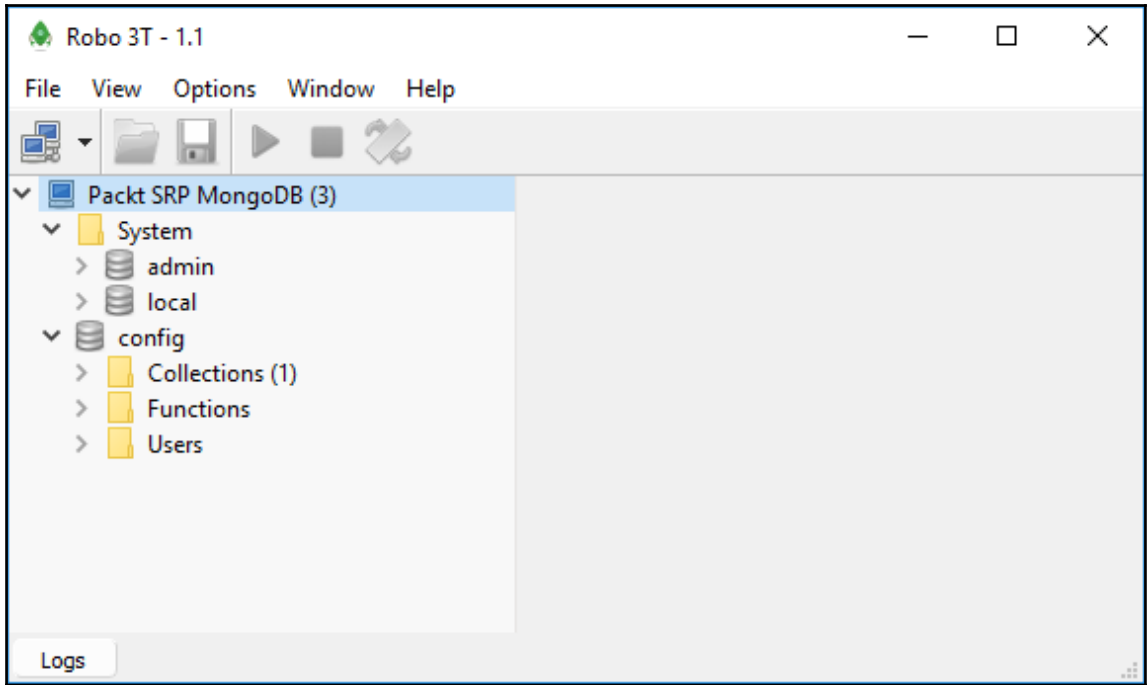 Robo 3T - 1.1
File View Options Window Help
Packt SRP MongoDB (3)
System
admin
local
config
Collections (1)
Functions
Users
Logs